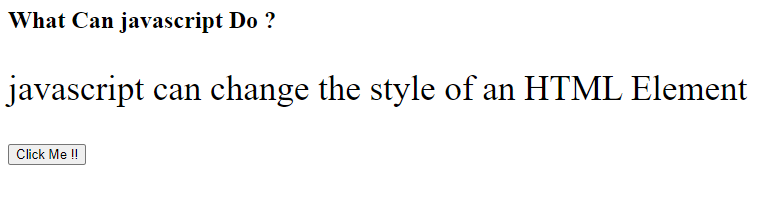 What Can javascript Do ?
javascript can change the style of an HTML Element
Click Me !!